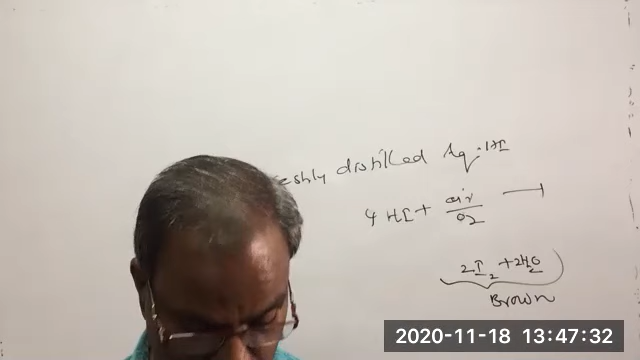 eshly distilled Aq. HI
4 HI + air →
O2
2I2 + 2H2O
Brown
2020-11-18 13:47:32